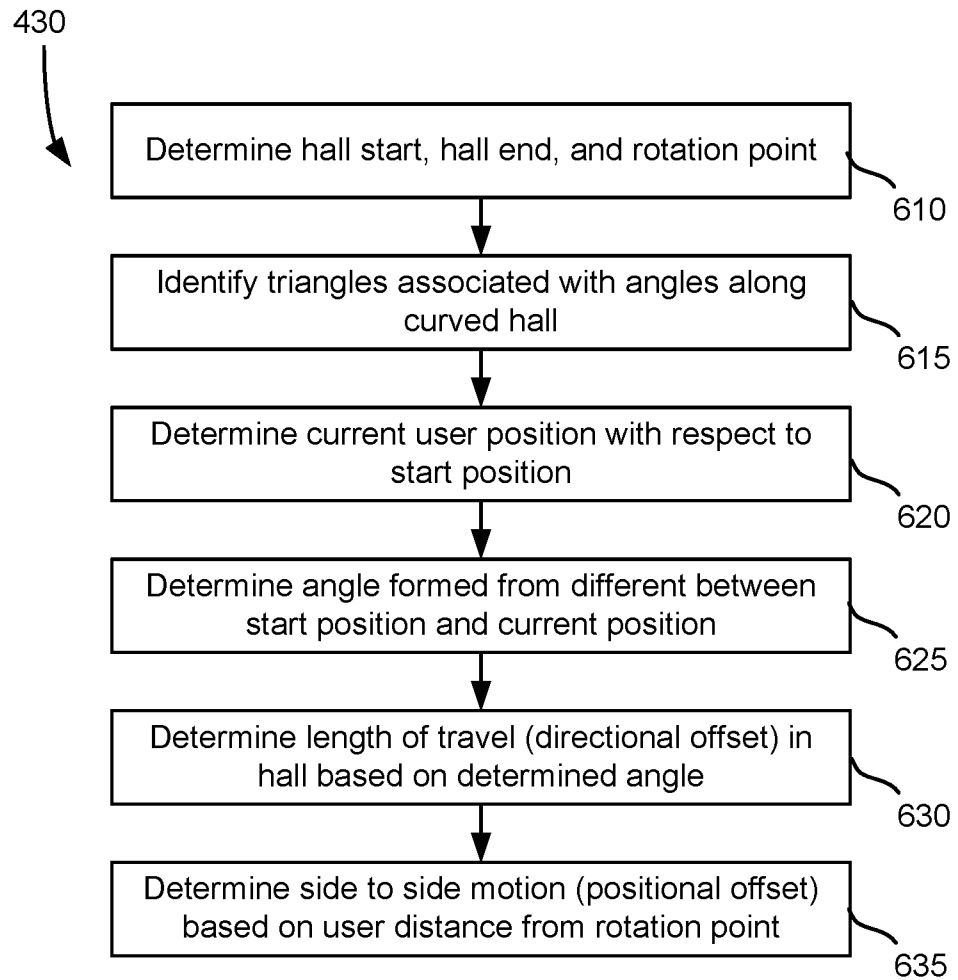 430
Determine hall start, hall end, and rotation point
610
Identify triangles associated with angles along
curved hall
615
Determine current user position with respect to
start position
620
Determine angle formed from different between
start position and current position
625
Determine length of travel (directional offset) in
hall based on determined angle
630
Determine side to side motion (positional offset)
based on user distance from rotation point
635